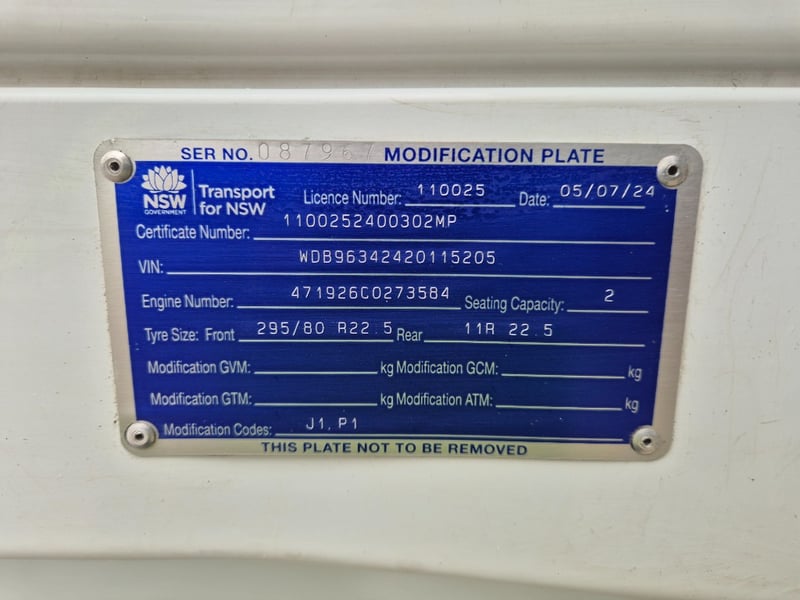 SER NO. 087967 MODIFICATION PLATE
NSW GOVERNMENT Transport for NSW
Licence Number: 110025 Date: 05/07/24
Certificate Number: 1100252400302MP
VIN: WDB96342420115205
Engine Number: 471926C0273584 Seating Capacity: 2
Tyre Size: Front 295/80 R22.5 Rear 11R 22.5
Modification GVM: kg Modification GCM: kg
Modification GTM: kg Modification ATM: kg
Modification Codes: J1, P1
THIS PLATE NOT TO BE REMOVED